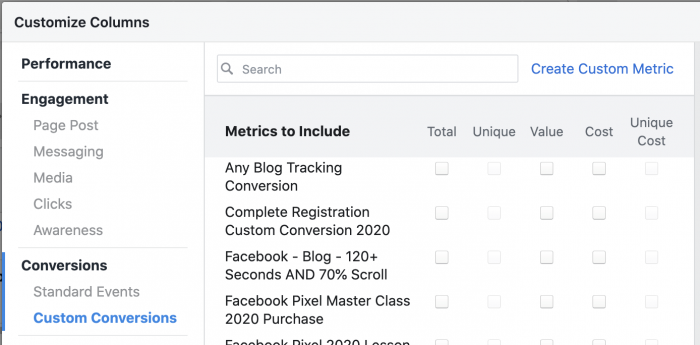 Customize Columns
Performance
Engagement
Page Post
Messaging
Media
Clicks
Awareness
Conversions
Standard Events
Custom Conversions
Search
Create Custom Metric
Metrics to Include
Total
Unique
Value
Cost
Unique
Cost
Any Blog Tracking
Conversion
Complete Registration
Custom Conversion 2020
Facebook - Blog - 120+
Seconds AND 70% Scroll
Facebook Pixel Master Class
2020 Purchase
Facebook Pixel 2020 Lesson